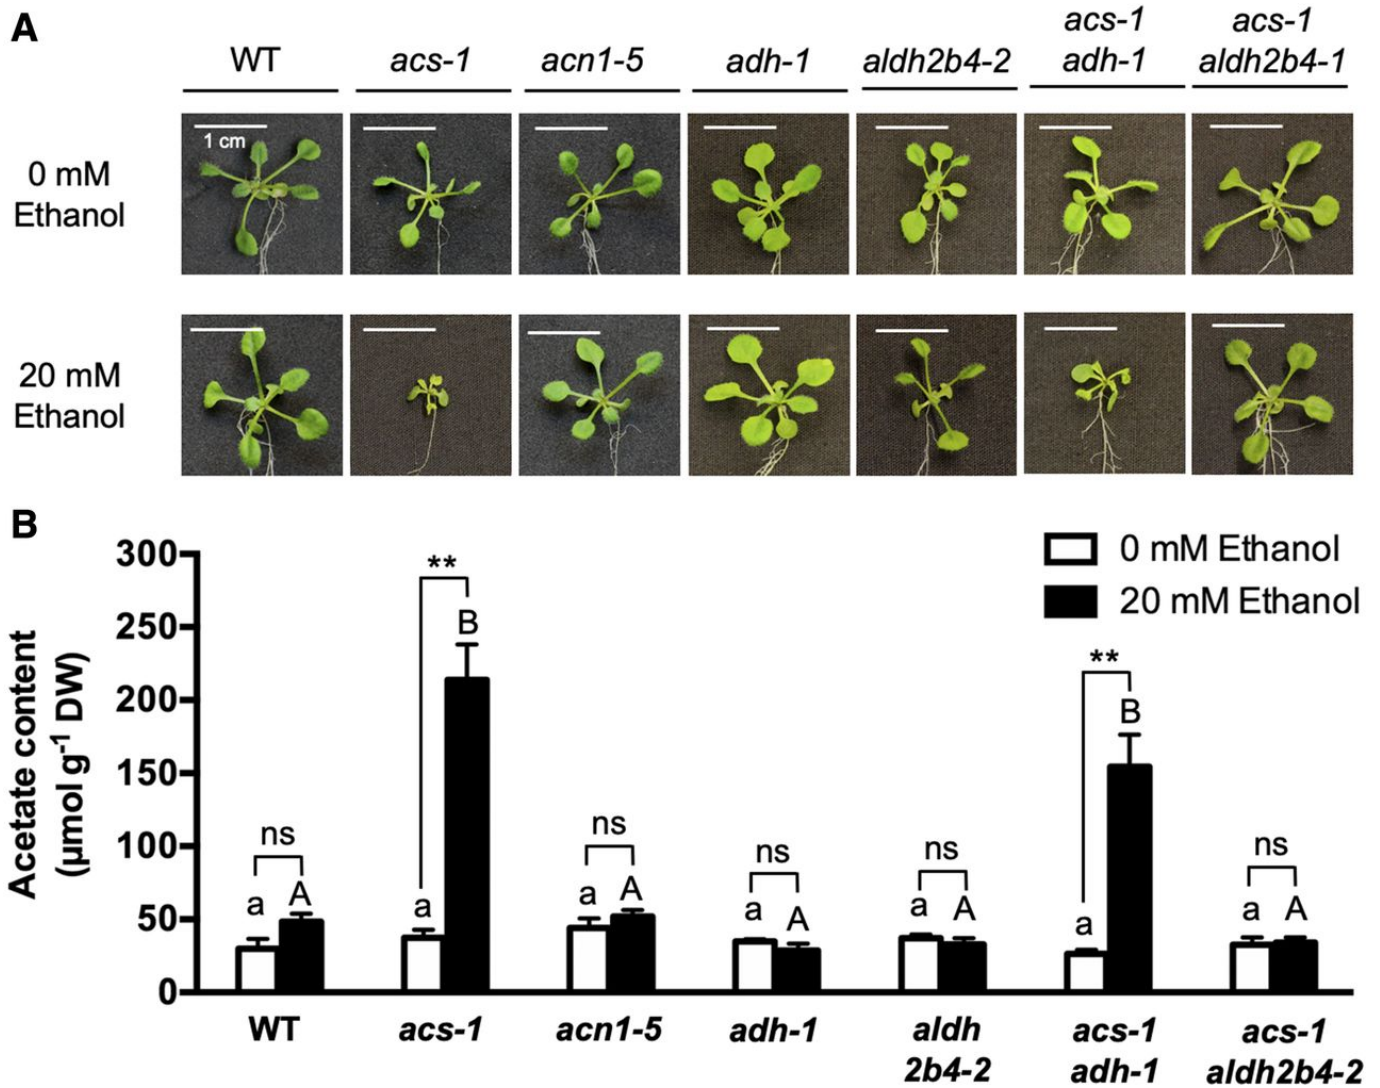 A
WT
acs-1
acn1-5
adh-1
aldh2b4-2
acs-1
adh-1
acs-1
aldh2b4-1
0 mM
Ethanol
1 cm
20 mM
Ethanol
B
0 mM Ethanol
20 mM Ethanol
Acetate content
(µmol g⁻¹ DW)
300
250
200
150
100
50
0
ns
a
A
**
a
B
ns
a
A
ns
a
A
ns
a
A
**
a
B
ns
a
A
WT
acs-1
acn1-5
adh-1
aldh
2b4-2
acs-1
adh-1
acs-1
aldh2b4-2